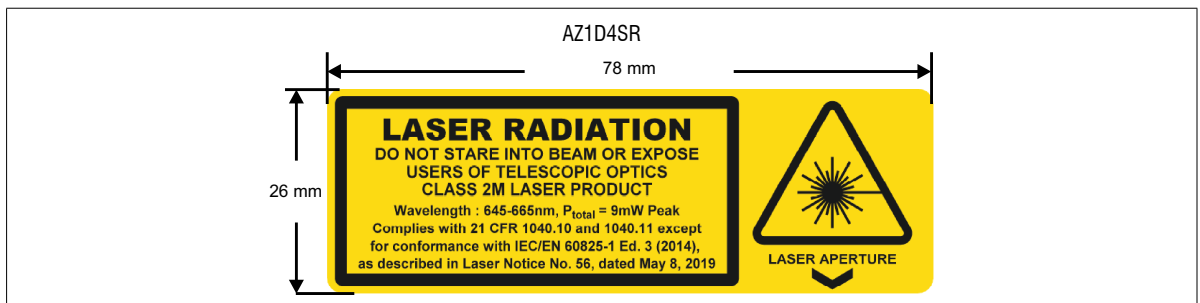 AZ1D4SR
78 mm
26 mm
LASER RADIATION
DO NOT STARE INTO BEAM OR EXPOSE
USERS OF TELESCOPIC OPTICS
CLASS 2M LASER PRODUCT
Wavelength : 645-665nm, Ptotal = 9mW Peak
Complies with 21 CFR 1040.10 and 1040.11 except
for conformance with IEC/EN 60825-1 Ed. 3 (2014),
as described in Laser Notice No. 56, dated May 8, 2019
LASER APERTURE